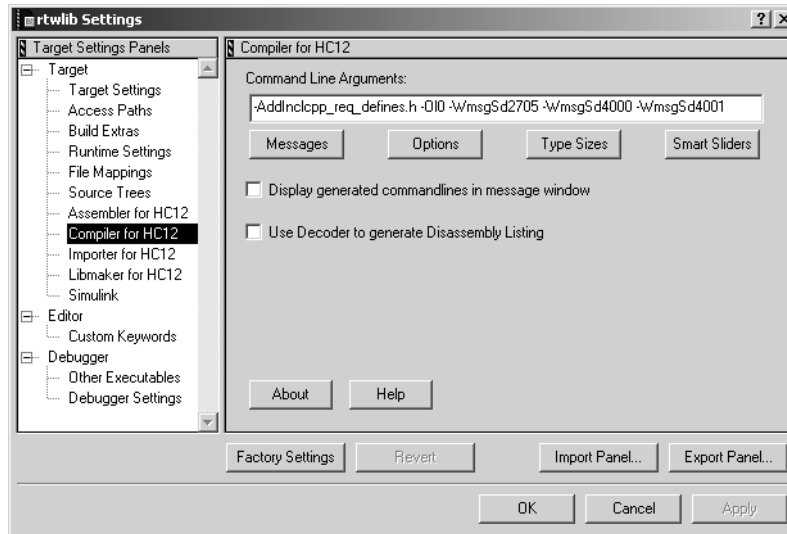 rtwlib Settings
Target Settings Panels
Target
Target Settings
Access Paths
Build Extras
Runtime Settings
File Mappings
Source Trees
Assembler for HC12
Compiler for HC12
Importer for HC12
Libmaker for HC12
Simulink
Editor
Custom Keywords
Debugger
Other Executables
Debugger Settings
Compiler for HC12
Command Line Arguments:
-AddInclcpp_req_defines.h -Ol0 -WmsgSd2705 -WmsgSd4000 -WmsgSd4001
Messages Options Type Sizes Smart Sliders
Display generated commandlines in message window
Use Decoder to generate Disassembly Listing
About Help
Factory Settings Revert Import Panel... Export Panel...
OK Cancel Apply